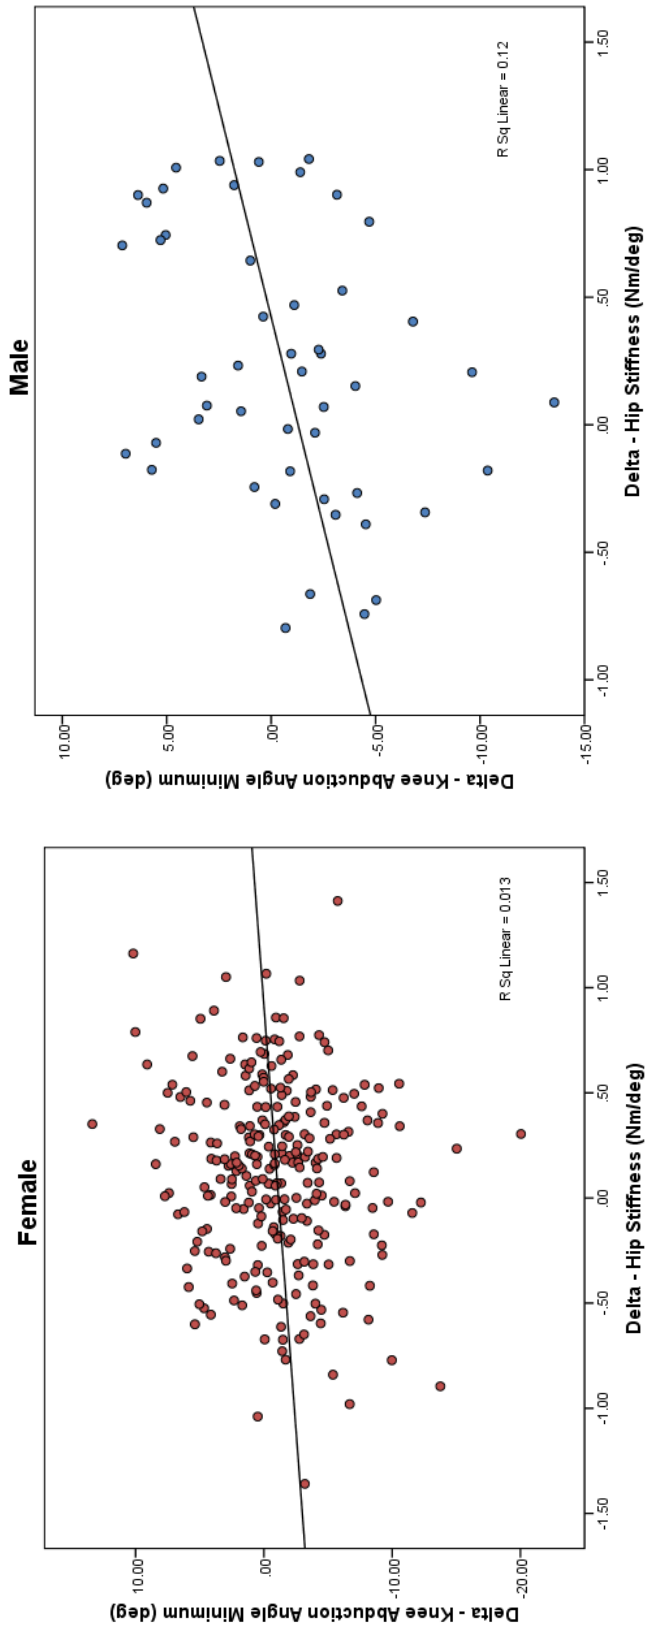 Female
Delta - Knee Abduction Angle Minimum (deg)
10.00
.00
-10.00
-20.00
R Sq Linear = 0.013
-1.50 -1.00 -.50 .00 .50 1.00 1.50
Delta - Hip Stiffness (Nm/deg)
Male
Delta - Knee Abduction Angle Minimum (deg)
10.00
5.00
.00
-5.00
-10.00
-15.00
R Sq Linear = 0.12
-1.00 -.50 .00 .50 1.00 1.50
Delta - Hip Stiffness (Nm/deg)